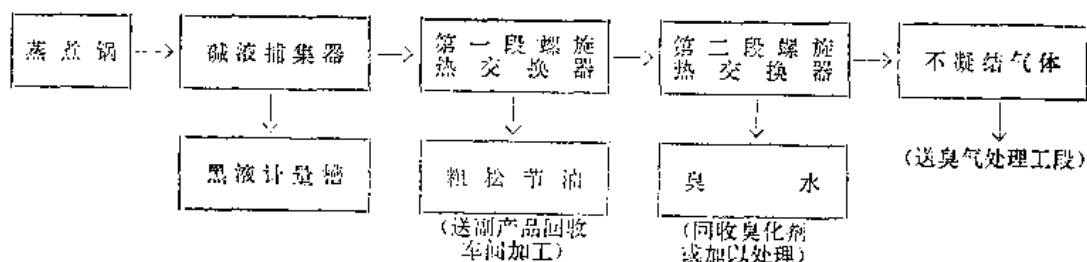 蒸煮锅
碱液捕集器
第一段螺旋
热交换器
第二段螺旋
热交换器
不凝结气体
黑液计量槽
粗松节油
臭水
(送臭气处理工段)
(送副产品回收
车间加工)
(回收臭化剂
或加以处理)